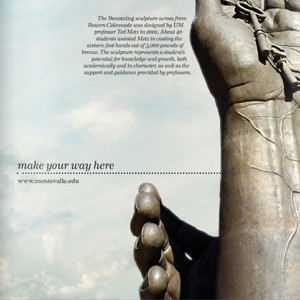 The Becoming sculpture across from
Bowers Colonnade was designed by UM
professor Ted Metz in 2001. About 40
students assisted Metz in casting the
sixteen-foot hands out of 5,000 pounds of
bronze. The sculpture represents a student's
potential for knowledge and growth, both
academically and in character, as well as the
support and guidance provided by professors.
make your way here
www.montevallo.edu